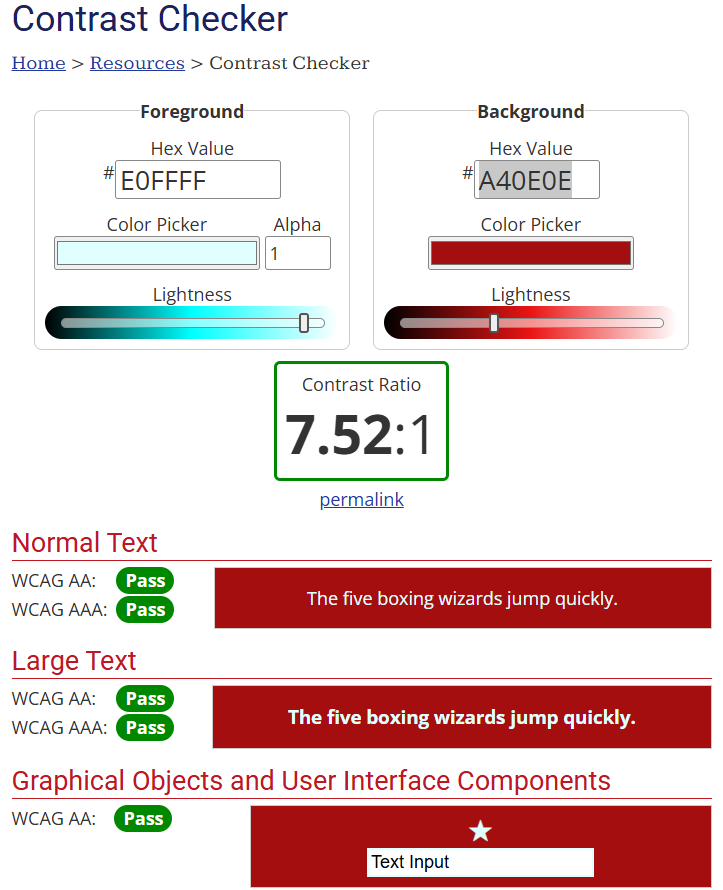 Contrast Checker
Home > Resources > Contrast Checker
Foreground
Hex Value
# E0FFFF
Color Picker Alpha
1
Lightness
Background
Hex Value
# A40E0E
Color Picker
Lightness
Contrast Ratio
7.52:1
permalink
Normal Text
WCAG AA: Pass
WCAG AAA: Pass
The five boxing wizards jump quickly.
Large Text
WCAG AA: Pass
WCAG AAA: Pass
The five boxing wizards jump quickly.
Graphical Objects and User Interface Components
WCAG AA: Pass
Text Input